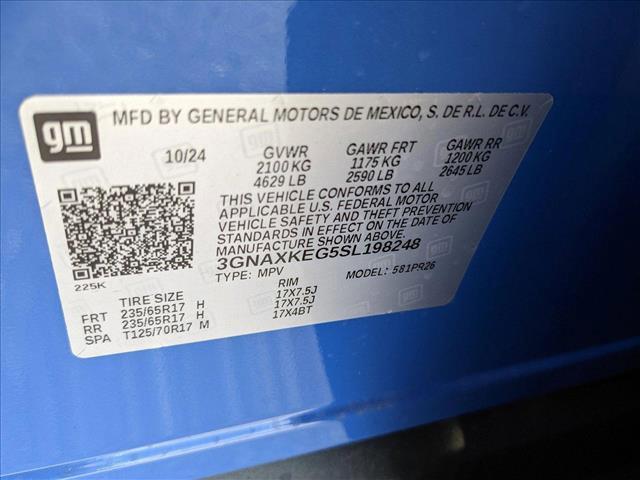 gm
MFD BY GENERAL MOTORS DE MEXICO, S. DE R.L. DE C.V.
10/24 GVWR GAWR FRT GAWR RR
2100 KG 1175 KG 1200 KG
4629 LB 2590 LB 2645 LB
THIS VEHICLE CONFORMS TO ALL
APPLICABLE U.S. FEDERAL MOTOR
VEHICLE SAFETY AND THEFT PREVENTION
STANDARDS IN EFFECT ON THE DATE OF
MANUFACTURE SHOWN ABOVE.
3GNAXKEG5SL198248
225K TYPE: MPV MODEL: 581PR26
TIRE SIZE RIM
FRT 235/65R17 H 17X7.5J
RR 235/65R17 H 17X7.5J
SPA T125/70R17 M 17X4BT